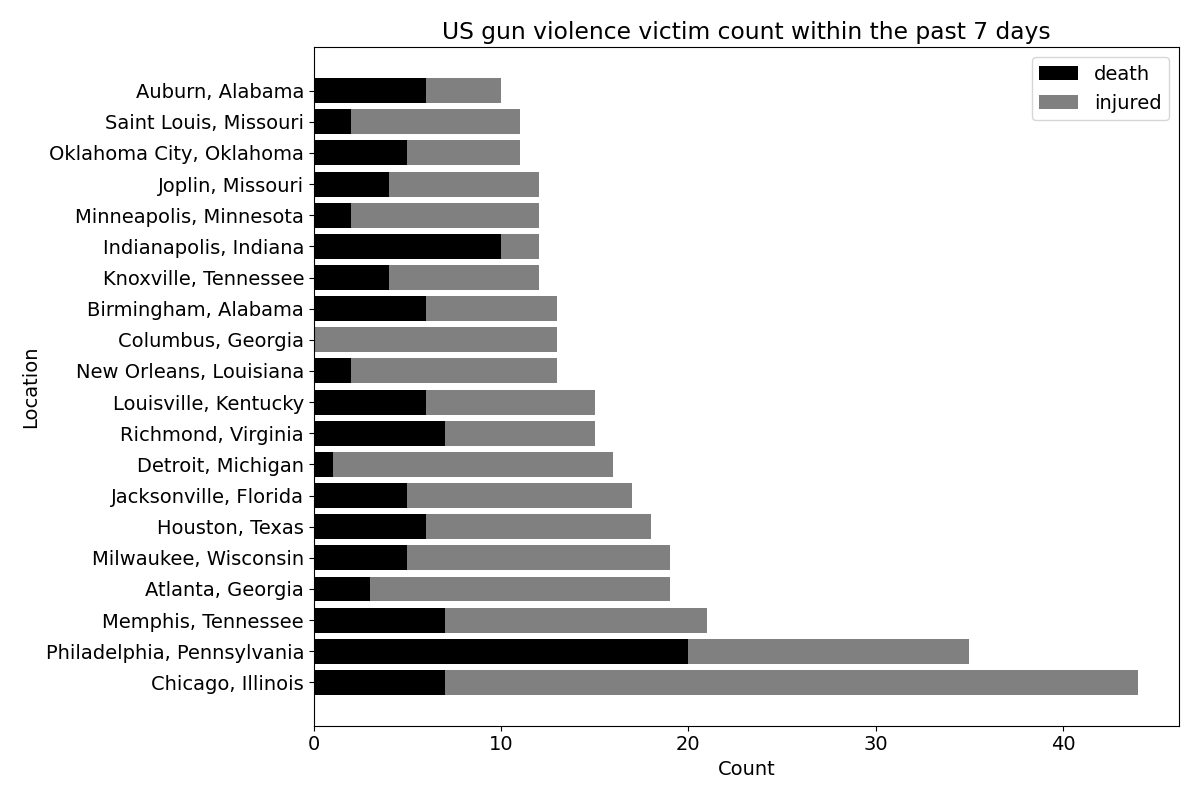 US gun violence victim count within the past 7 days
death
injured
Auburn, Alabama
Saint Louis, Missouri
Oklahoma City, Oklahoma
Joplin, Missouri
Minneapolis, Minnesota
Indianapolis, Indiana
Knoxville, Tennessee
Birmingham, Alabama
Columbus, Georgia
New Orleans, Louisiana
Louisville, Kentucky
Richmond, Virginia
Detroit, Michigan
Jacksonville, Florida
Houston, Texas
Milwaukee, Wisconsin
Atlanta, Georgia
Memphis, Tennessee
Philadelphia, Pennsylvania
Chicago, Illinois
Location
0 10 20 30 40
Count